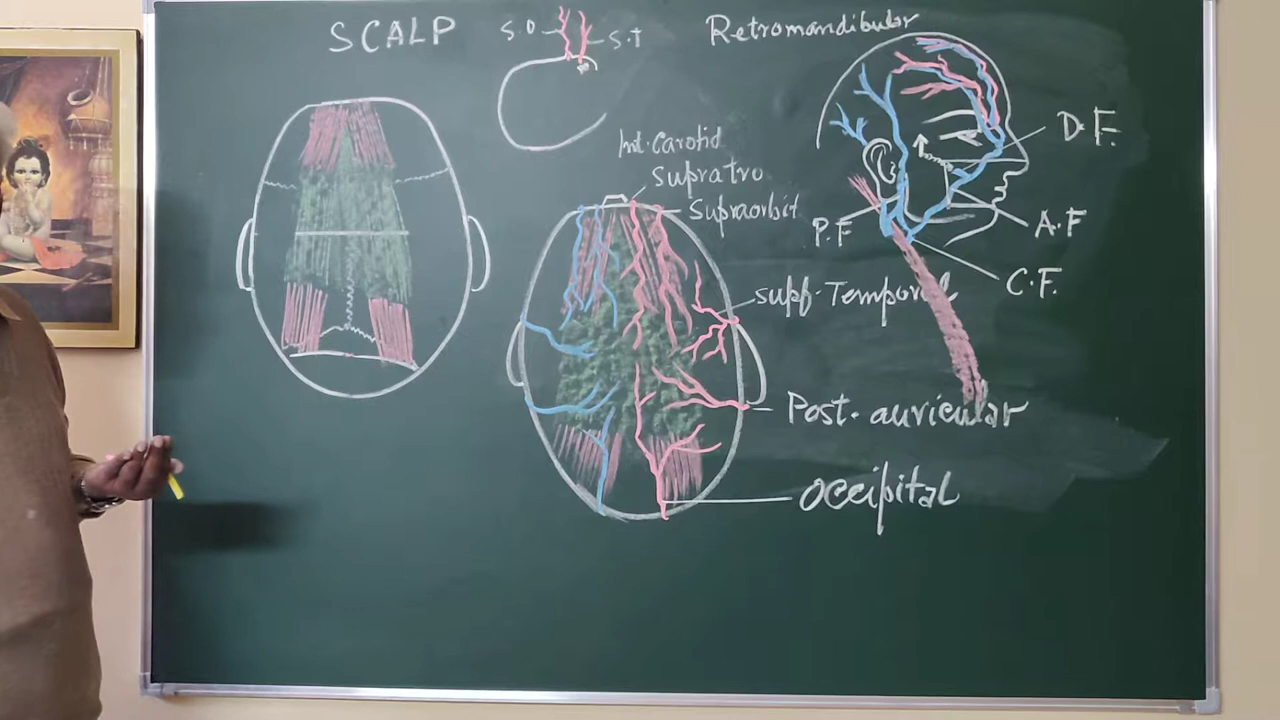 SCALP
S.O
S.T
Retromandibular
Int. Carotid
Supratro
Supraorbit
D.F.
P.F
A.F
C.F.
supf. Temporal
Post. auricular
Occipital